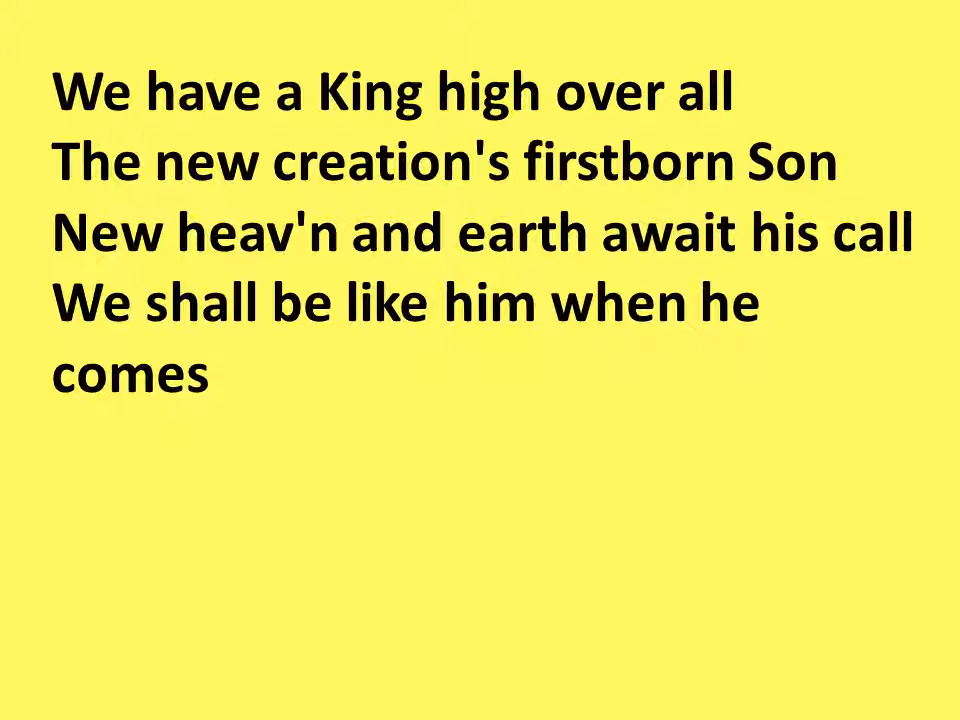 We have a King high over all
The new creation's firstborn Son
New heav'n and earth await his call
We shall be like him when he
comes